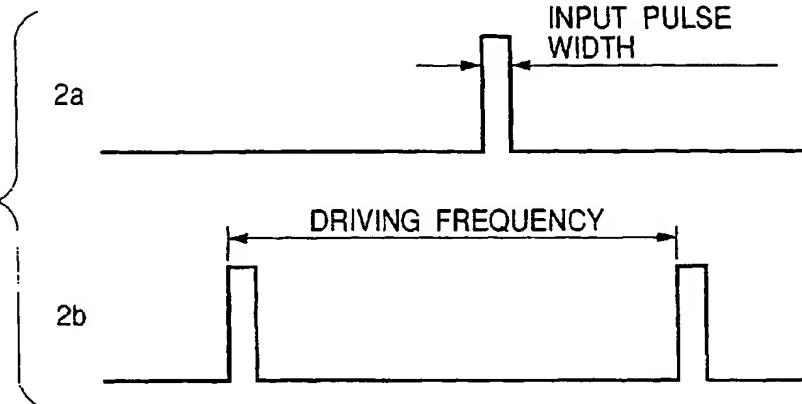 INPUT PULSE
WIDTH
2a
DRIVING FREQUENCY
2b